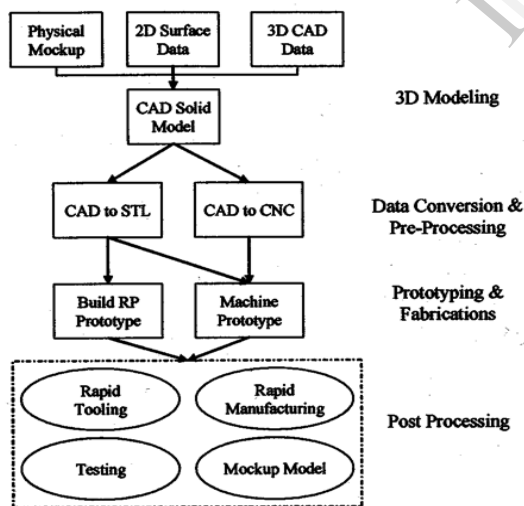 Physical
Mockup
2D Surface
Data
3D CAD
Data
CAD Solid
Model
3D Modeling
CAD to STL
CAD to CNC
Data Conversion &
Pre-Processing
Build RP
Prototype
Machine
Prototype
Prototyping &
Fabrications
Rapid
Tooling
Rapid
Manufacturing
Testing
Mockup Model
Post Processing